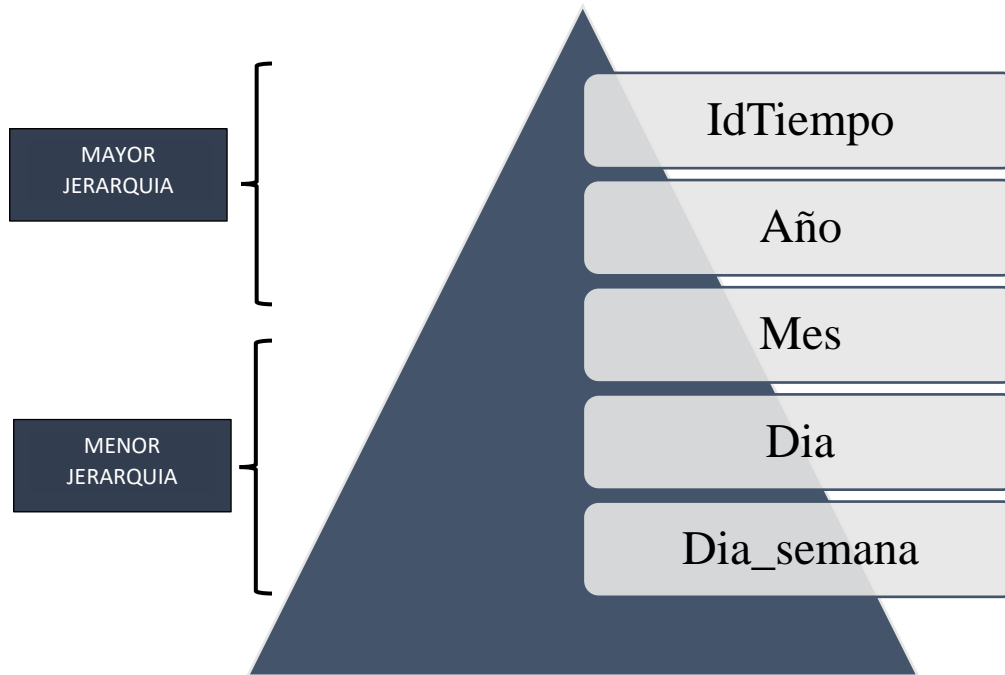 MAYOR
JERARQUIA
IdTiempo
Año
Mes
MENOR
JERARQUIA
Dia
Dia_semana